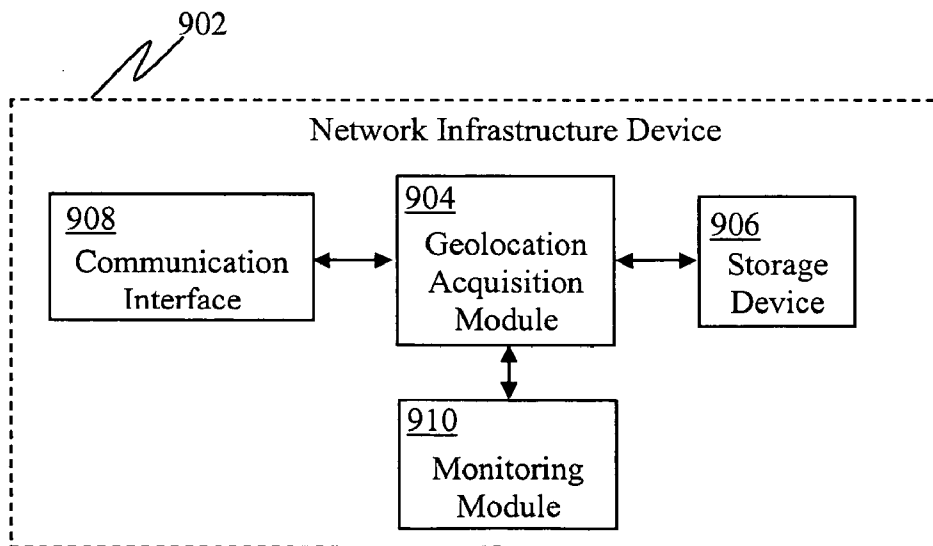 902
Network Infrastructure Device
908
Communication
Interface
904
Geolocation
Acquisition
Module
906
Storage
Device
910
Monitoring
Module